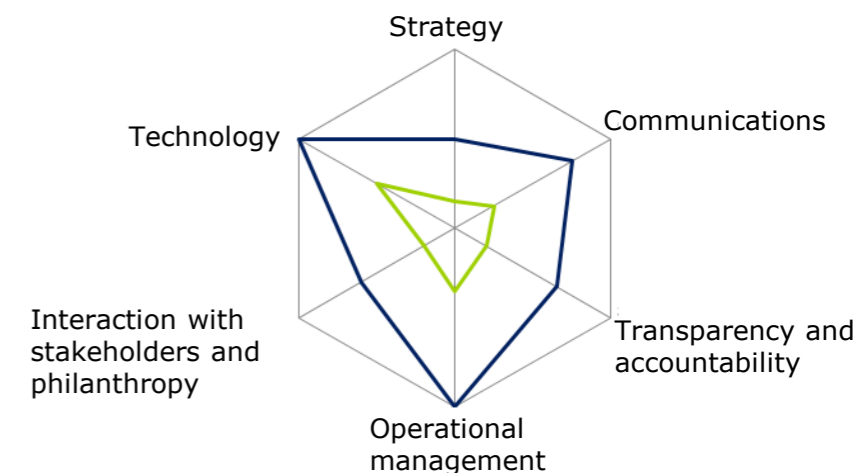 Strategy
Communications
Technology
Interaction with
stakeholders and
philanthropy
Transparency and
accountability
Operational
management